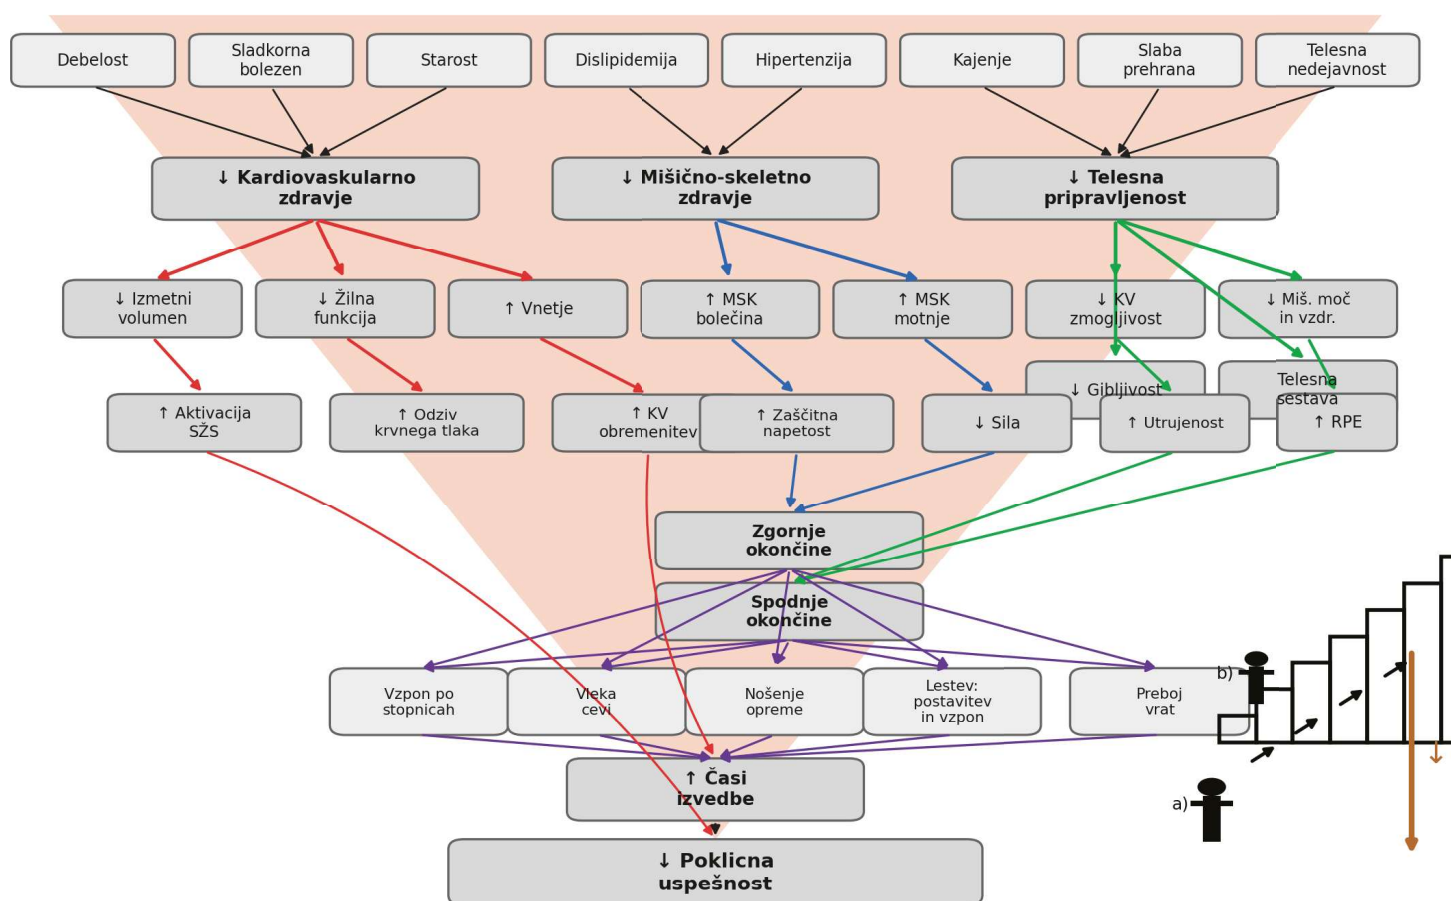 Debelost
Sladkorna
bolezen
Starost
Dislipidemija
Hipertenzija
Kajenje
Slaba
prehrana
Telesna
nedejavnost
↓ Kardiovaskularno
zdravje
↓ Mišično-skeletno
zdravje
↓ Telesna
pripravljenost
↓ Izmetni
volumen
↓ Žilna
funkcija
↑ Vnetje
↑ MSK
bolečina
↑ MSK
motnje
↓ KV
zmogljivost
↓ Miš. moč
in vzdr.
↓ Gibljivost
Telesna
sestava
↑ Aktivacija
SŽS
↑ Odziv
krvnega tlaka
↑ KV
obremenitev
↑ Zaščitna
napetost
↓ Sila
↑ Utrujenost
↑ RPE
Zgornje
okončine
Spodnje
okončine
Vzpon po
stopnicah
Vleka
cevi
Nošenje
opreme
Lestev:
postavitev
in vzpon
Preboj
vrat
b)
a)
↑ Časi
izvedbe
↓ Poklicna
uspešnost